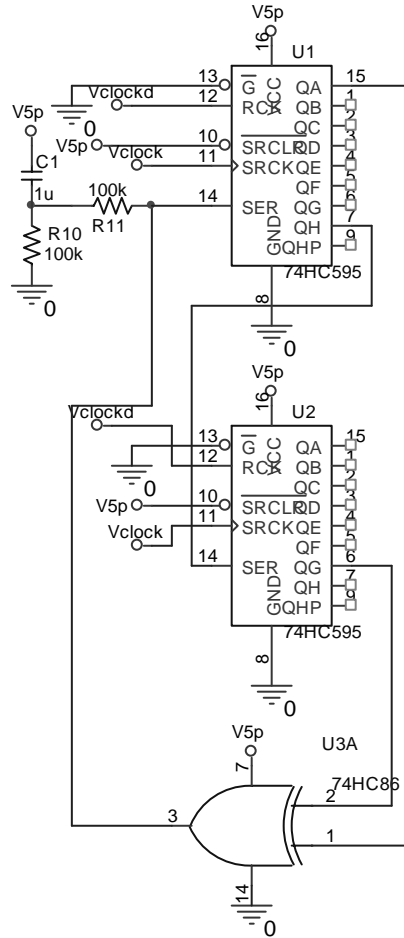 V5p
16
U1
13
G
VCC
QA
15
Vclockd
12
RCK
QB
1
0
QC
2
V5p
V5p
10
SRCLR
QD
3
Vclock
11
SRCK
QE
4
C1
QF
5
1u
100k
14
SER
QG
6
R11
GND
QH
7
R10
100k
QHP
9
0
8
74HC595
0
V5p
16
U2
Vclockd
13
G
VCC
QA
15
12
RCK
QB
1
0
QC
2
V5p
10
SRCLR
QD
3
Vclock
11
SRCK
QE
4
QF
5
14
SER
QG
6
GND
QH
7
QHP
9
8
74HC595
0
V5p
U3A
7
74HC86
2
3
1
14
0